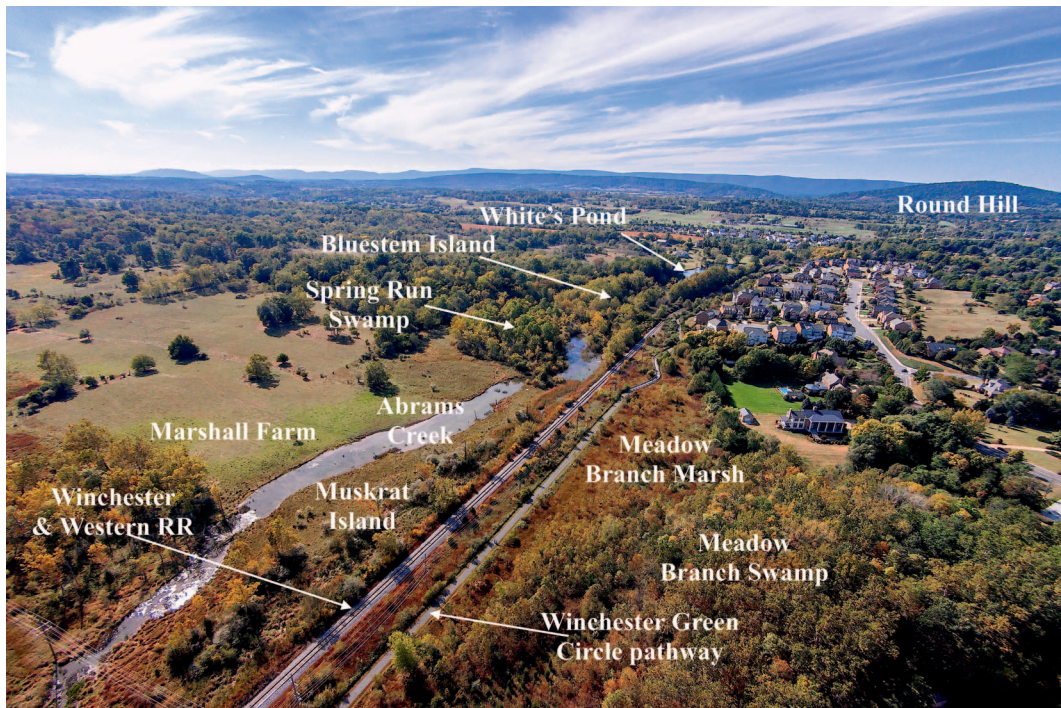 White's Pond
Round Hill
Bluestem Island
Spring Run
Swamp
Abrams
Creek
Marshall Farm
Meadow
Branch Marsh
Winchester
& Western RR
Muskrat
Island
Meadow
Branch Swamp
Winchester Green
Circle pathway